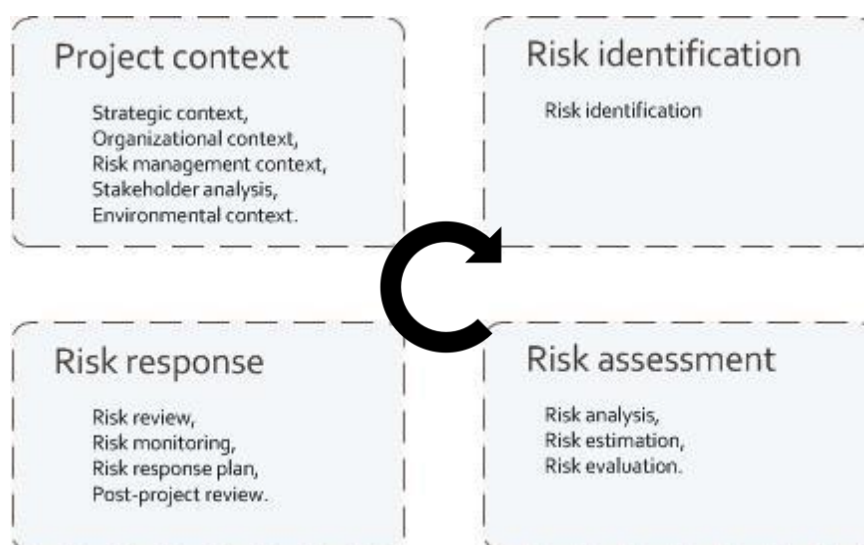 Project context
Strategic context,
Organizational context,
Risk management context,
Stakeholder analysis,
Environmental context.
Risk identification
Risk identification
Risk response
Risk review,
Risk monitoring,
Risk response plan,
Post-project review.
Risk assessment
Risk analysis,
Risk estimation,
Risk evaluation.